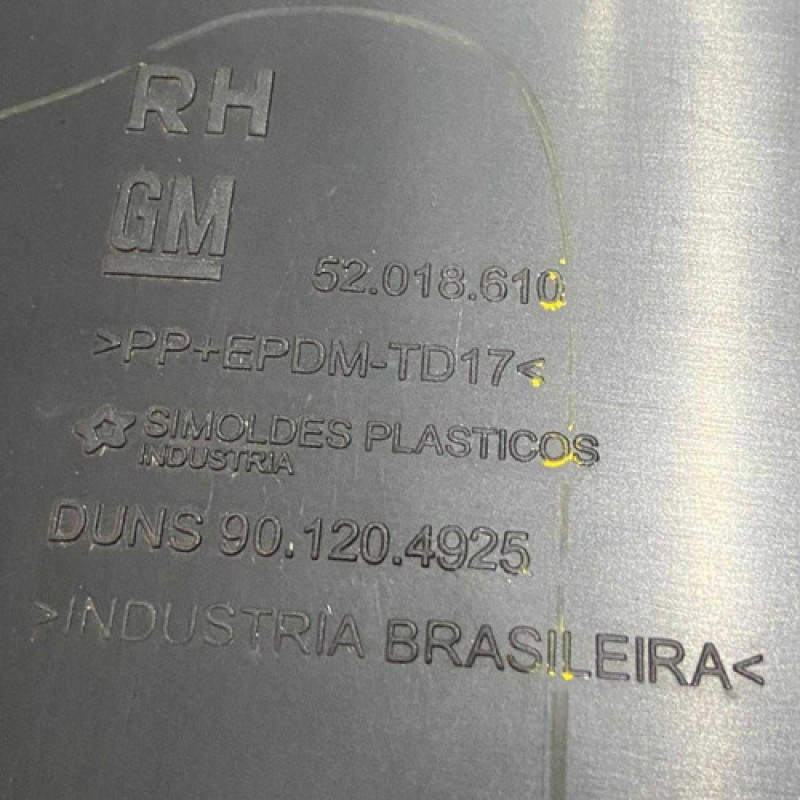 RH
GM
52.018.610
>PP+EPDM-TD17<
SIMOLDES PLASTICOS
INDUSTRIA
DUNS 90.120.4925
>INDUSTRIA BRASILEIRA<